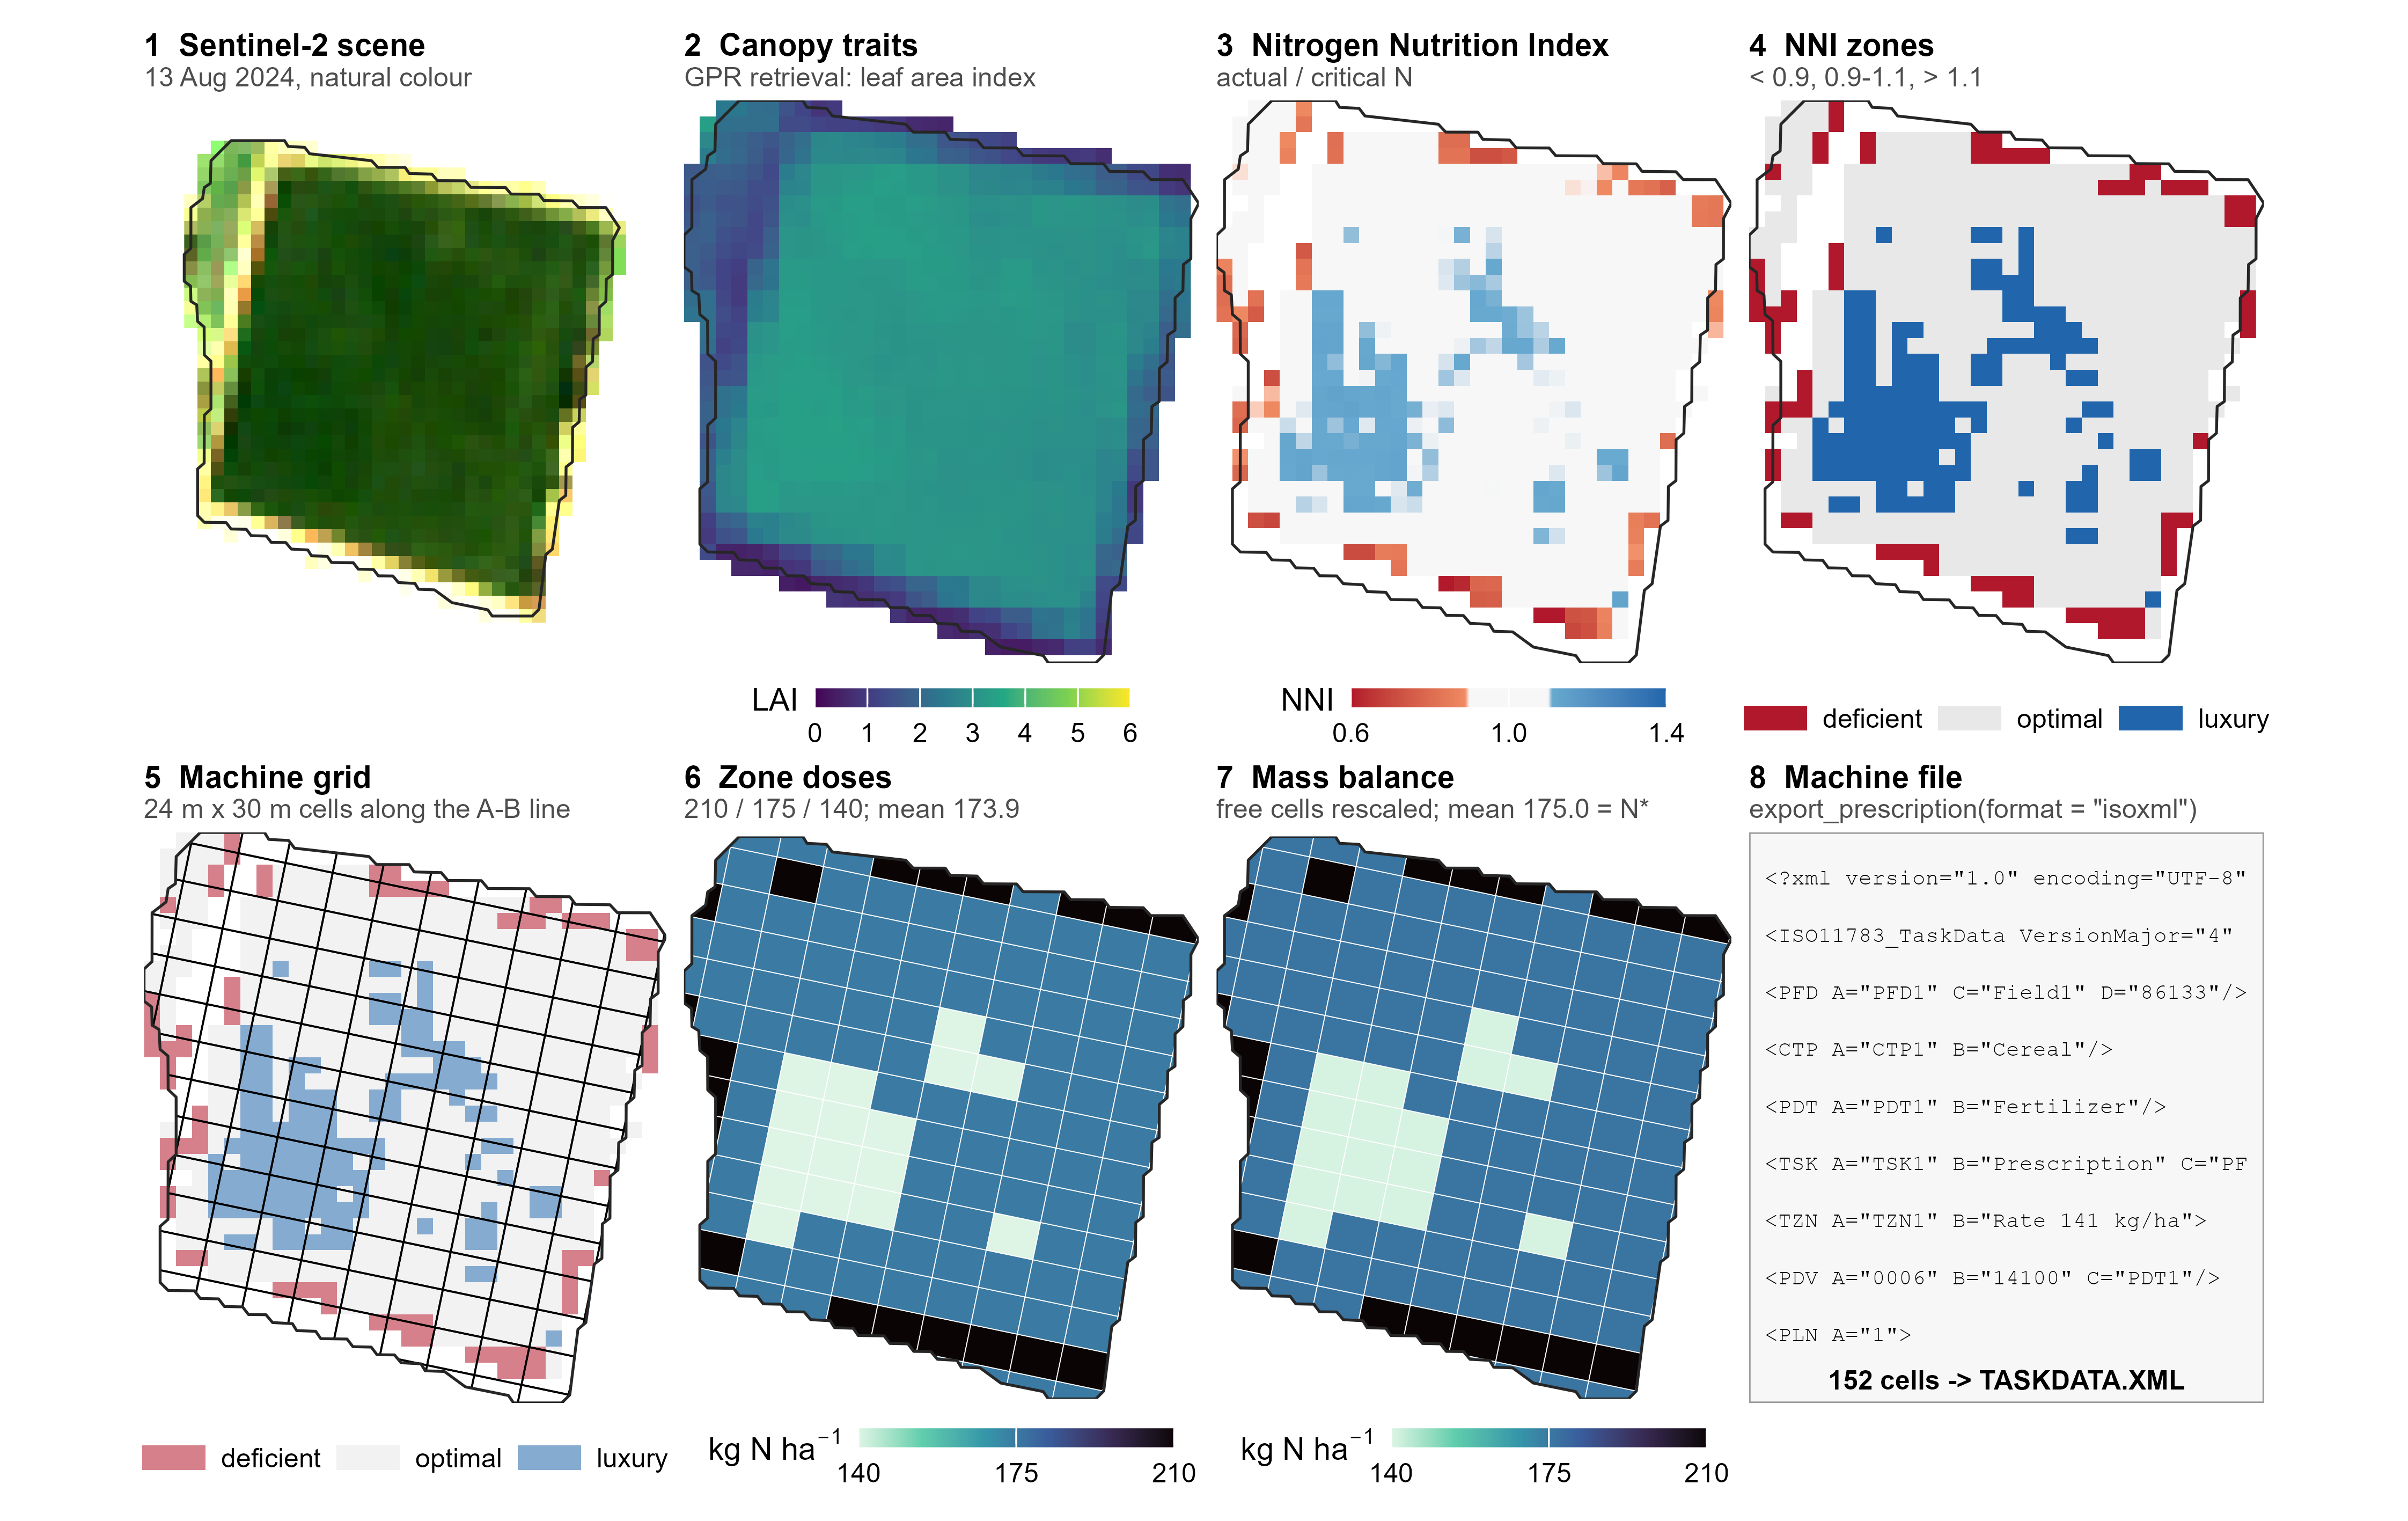 1 Sentinel-2 scene
13 Aug 2024, natural colour
2 Canopy traits
GPR retrieval: leaf area index
LAI
0 1 2 3 4 5 6
3 Nitrogen Nutrition Index
actual / critical N
NNI
0.6 1.0 1.4
4 NNI zones
< 0.9, 0.9-1.1, > 1.1
deficient optimal luxury
5 Machine grid
24 m x 30 m cells along the A-B line
deficient optimal luxury
6 Zone doses
210 / 175 / 140; mean 173.9
kg N ha⁻¹
140 175 210
7 Mass balance
free cells rescaled; mean 175.0 = N*
kg N ha⁻¹
140 175 210
8 Machine file
export_prescription(format = "isoxml")
<?xml version="1.0" encoding="UTF-8"
<ISO11783_TaskData VersionMajor="4"
<PFD A="PFD1" C="Field1" D="86133"/>
<CTP A="CTP1" B="Cereal"/>
<PDT A="PDT1" B="Fertilizer"/>
<TSK A="TSK1" B="Prescription" C="PF
<TZN A="TZN1" B="Rate 141 kg/ha">
<PDV A="0006" B="14100" C="PDT1"/>
<PLN A="1">
152 cells -> TASKDATA.XML